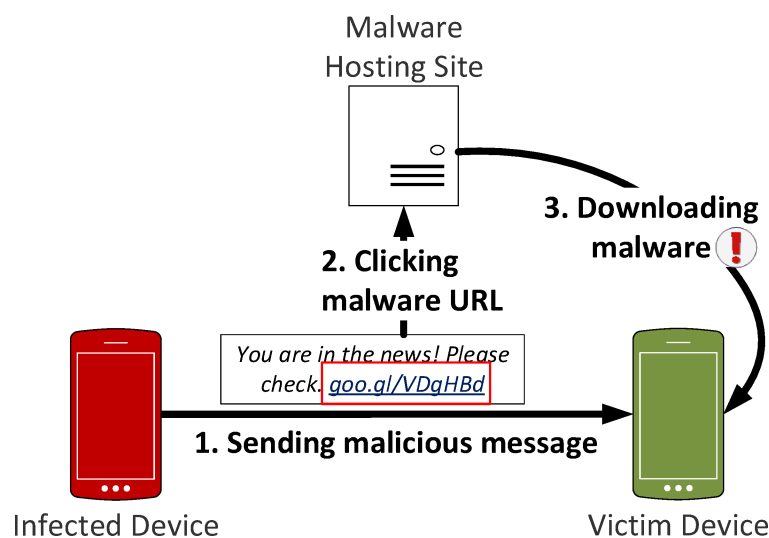 Malware
Hosting Site
3. Downloading
malware
2. Clicking
malware URL
You are in the news! Please
check. goo.gl/VDgHBd
1. Sending malicious message
Infected Device
Victim Device